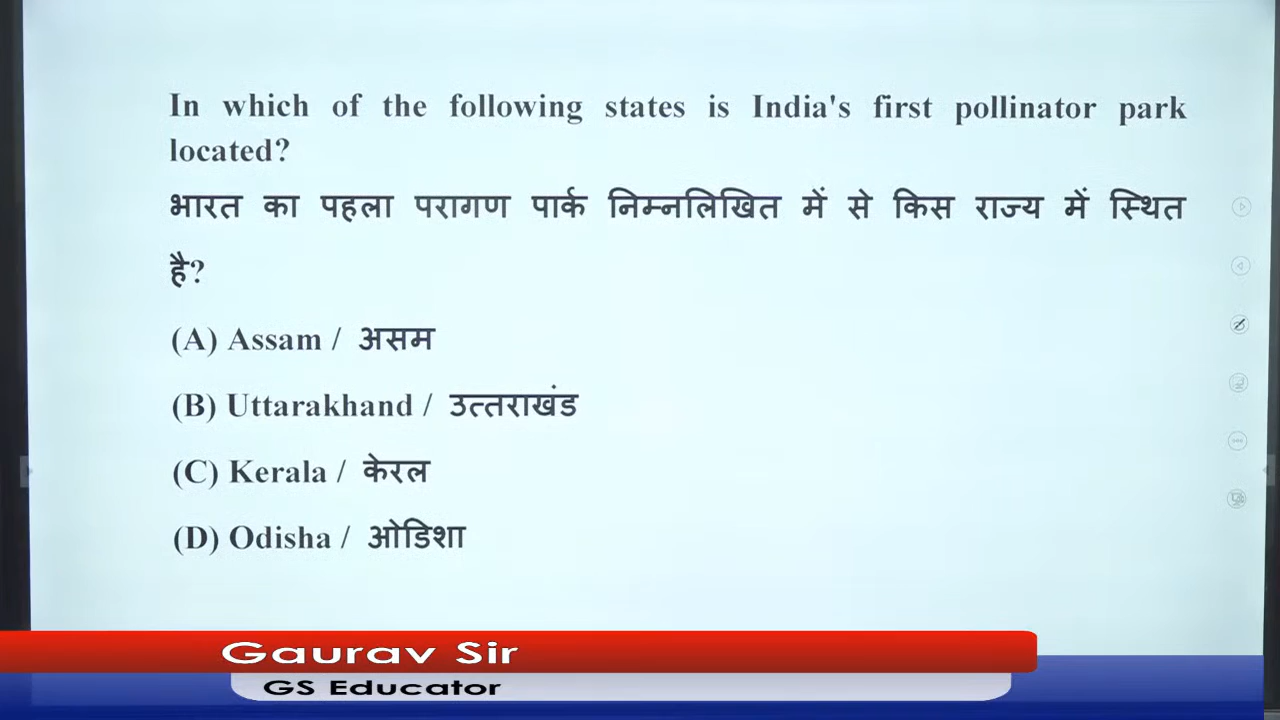 In which of the following states is India's first pollinator park
located?
भारत का पहला परागण पार्क निम्नलिखित में से किस राज्य में स्थित
है?
(A) Assam / असम
(B) Uttarakhand / उत्तराखंड
(C) Kerala / केरल
(D) Odisha / ओडिशा
Gaurav Sir
GS Educator